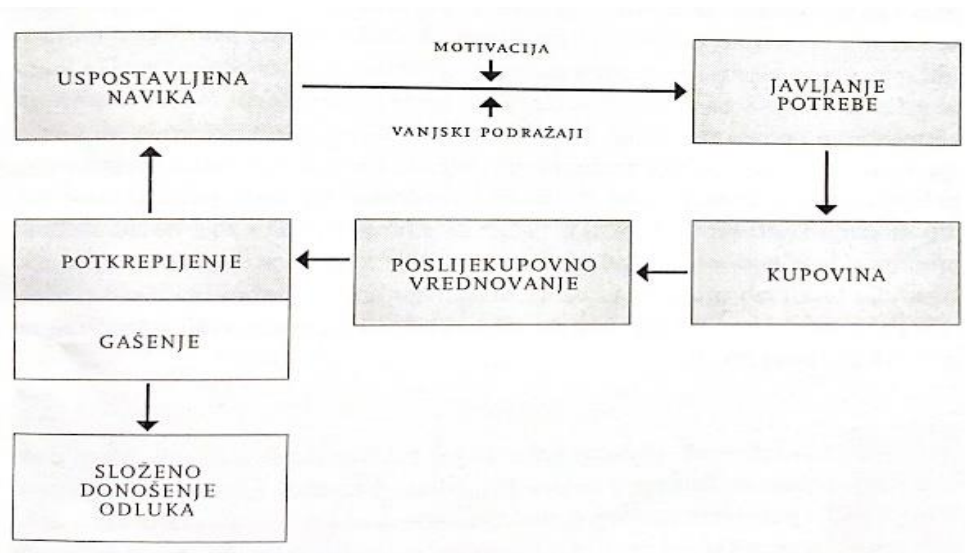 MOTIVACIJA
USPOSTAVLJENA
NAVIKA
JAVLJANJE
POTREBE
VANJSKI PODRAŽAJI
POTKREPLJENJE
POSLIJEKUPOVNO
VREDNOVANJE
KUPOVINA
GAŠENJE
SLOŽENO
DONOŠENJE
ODLUKA